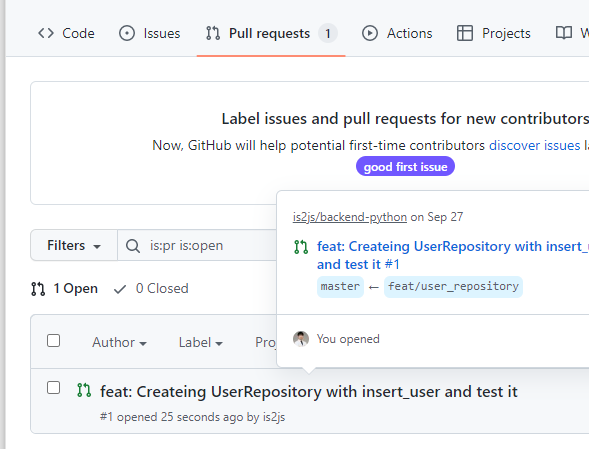 Code Issues Pull requests 1 Actions Projects
Label issues and pull requests for new contributors
Now, GitHub will help potential first-time contributors discover issues
good first issue
is2js/backend-python on Sep 27
feat: Createing UserRepository with insert_
and test it #1
master ← feat/user_repository
You opened
Filters is:pr is:open
1 Open 0 Closed
Author Label
feat: Createing UserRepository with insert_user and test it
#1 opened 25 seconds ago by is2js